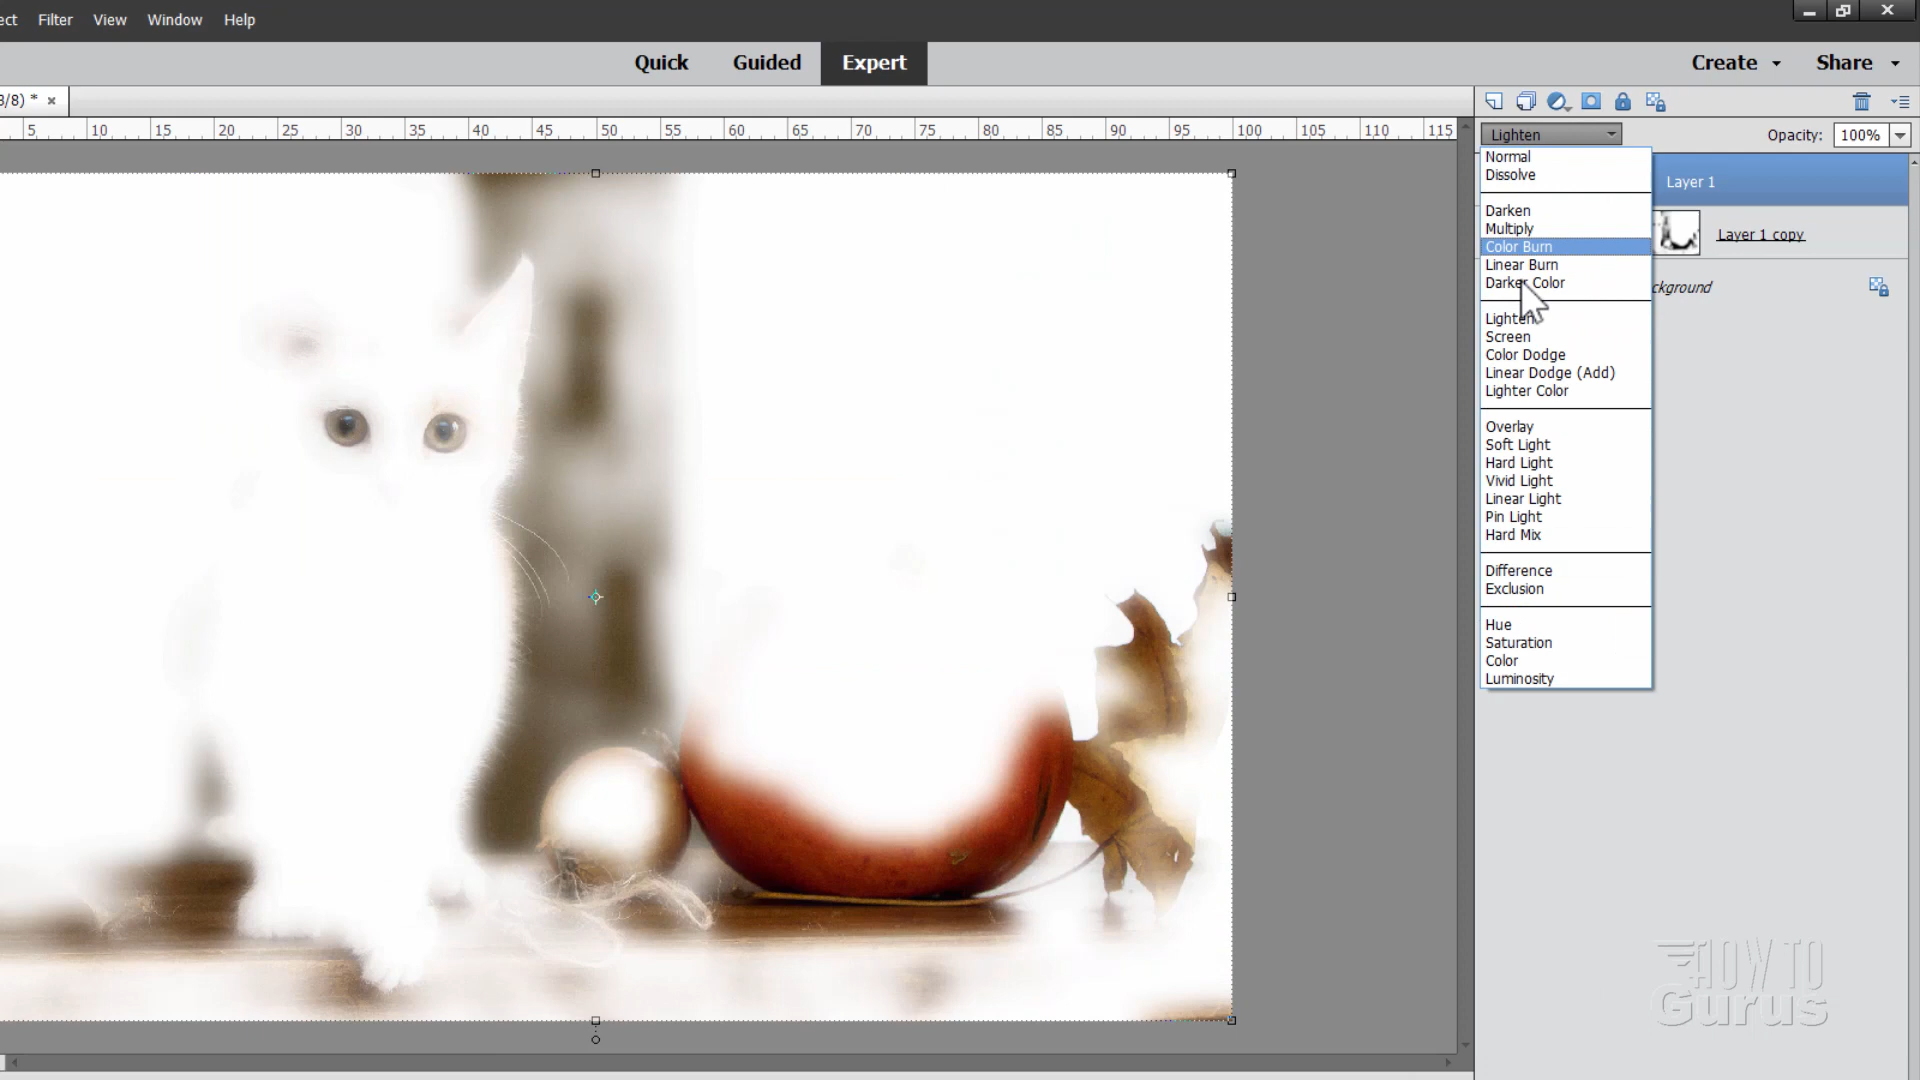 ect Filter View Window Help
Quick Guided Expert Create Share
3/8) * ×
5 10 15 20 25 30 35 40 45 50 55 60 65 70 75 80 85 90 95 100 105 110 115
Lighten Opacity: 100%
Normal
Dissolve
Layer 1
Darken
Multiply
Color Burn
Layer 1 copy
Linear Burn
Darker Color
ckground
Lighten
Screen
Color Dodge
Linear Dodge (Add)
Lighter Color
Overlay
Soft Light
Hard Light
Vivid Light
Linear Light
Pin Light
Hard Mix
Difference
Exclusion
Hue
Saturation
Color
Luminosity
HOW TO
Gurus